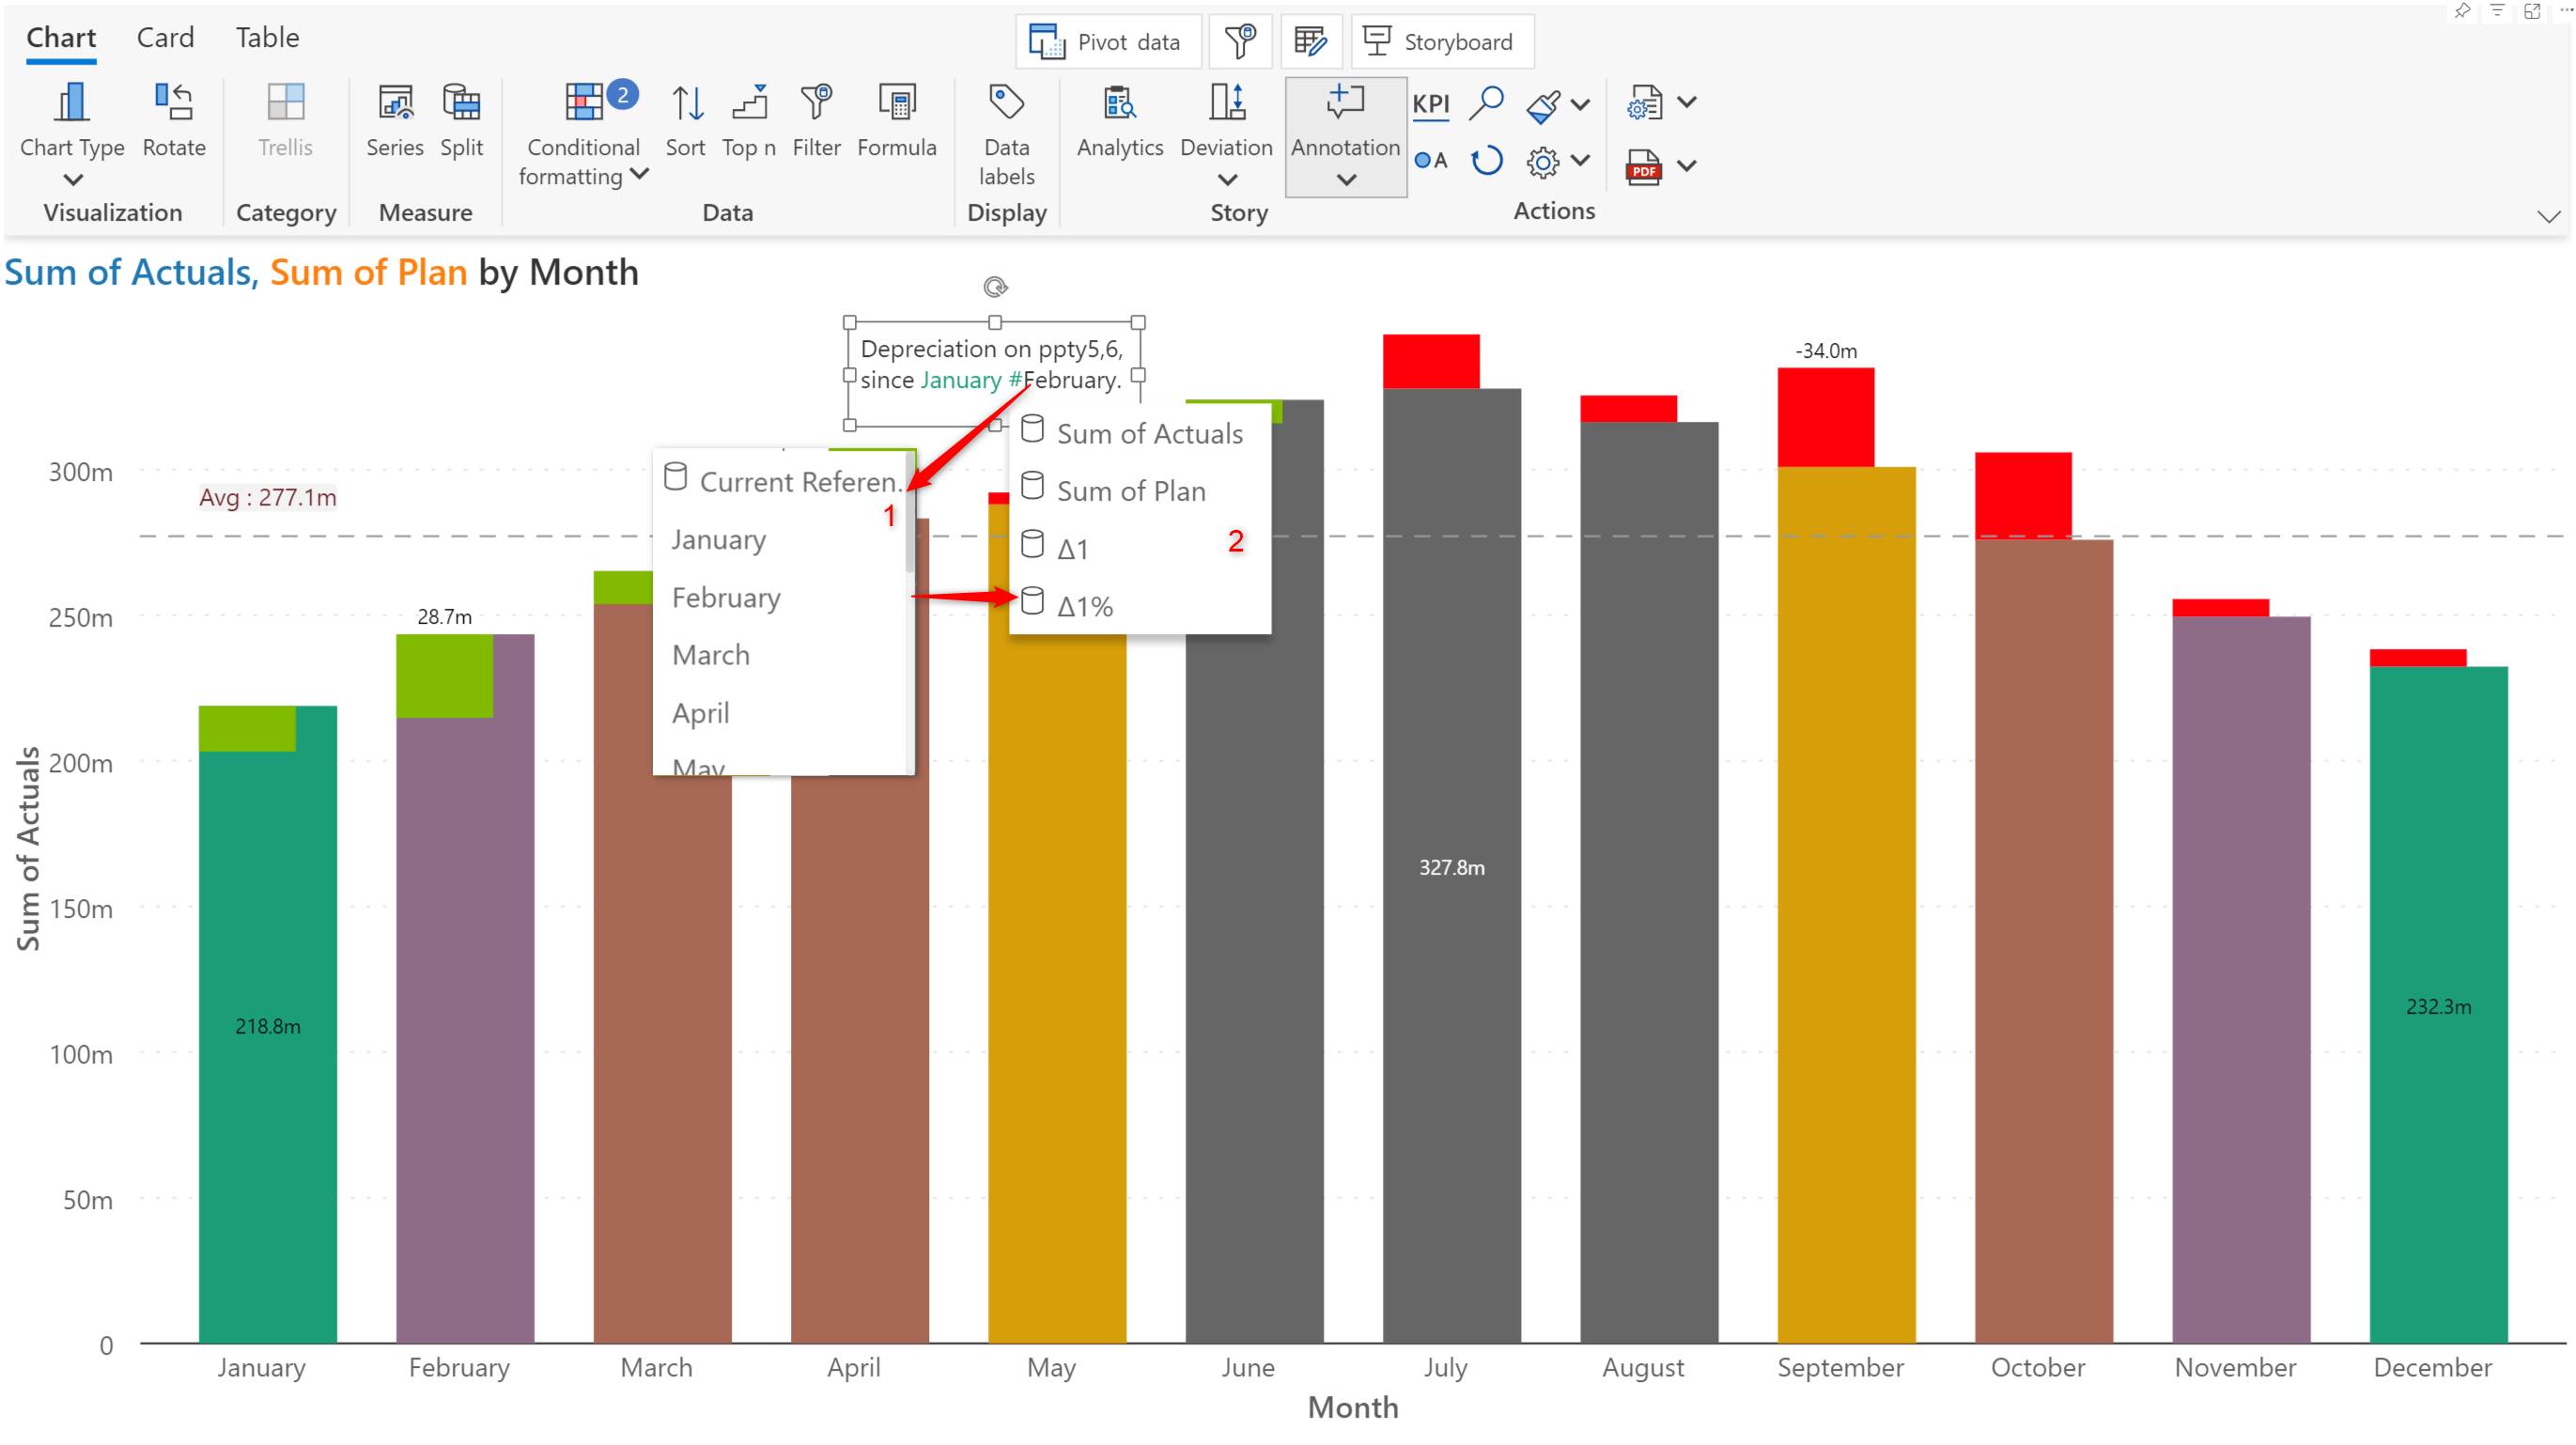 Chart Card Table
Pivot data
Storyboard
Chart Type
Rotate
Trellis
Series
Split
Conditional
formatting
2
Sort
Top n
Filter
Formula
Data
labels
Analytics
Deviation
Annotation
KPI
A
PDF
Visualization
Category
Measure
Data
Display
Story
Actions
Sum of Actuals, Sum of Plan by Month
Depreciation on ppty5,6,
since January #February.
Current Referen.
1
January
February
March
April
May
Sum of Actuals
Sum of Plan
Δ1
2
Δ1%
Avg : 277.1m
28.7m
-34.0m
218.8m
327.8m
232.3m
Sum of Actuals
300m
250m
200m
150m
100m
50m
0
January February March April May June July August September October November December
Month